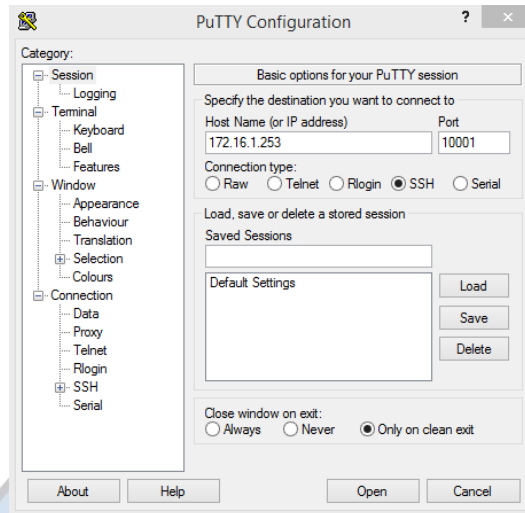 PuTTY Configuration
? ×
Category:
Session
Logging
Terminal
Keyboard
Bell
Features
Window
Appearance
Behaviour
Translation
Selection
Colours
Connection
Data
Proxy
Telnet
Rlogin
SSH
Serial
Basic options for your PuTTY session
Specify the destination you want to connect to
Host Name (or IP address) Port
172.16.1.253 10001
Connection type:
Raw Telnet Rlogin SSH Serial
Load, save or delete a stored session
Saved Sessions
Default Settings
Load
Save
Delete
Close window on exit:
Always Never Only on clean exit
About Help Open Cancel